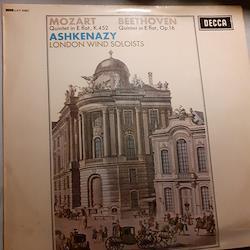 MOZART
Quintet in E flat, K.452
BEETHOVEN
Quintet in E flat, Op.16
DECCA
ASHKENAZY
LONDON WIND SOLOISTS